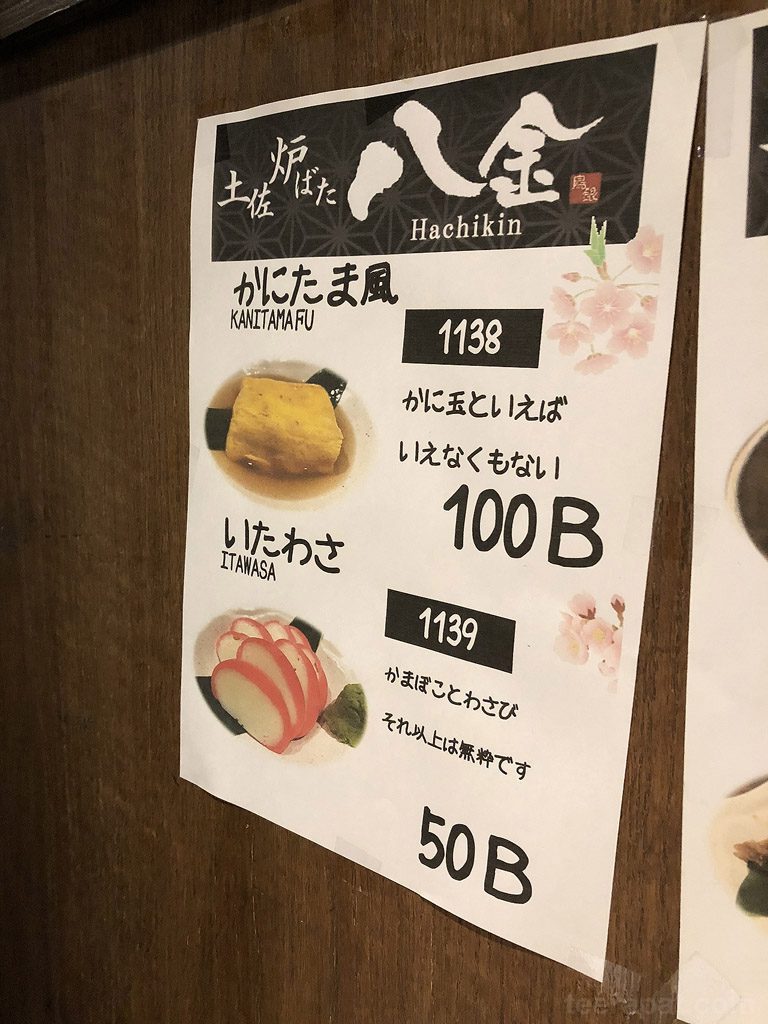 土佐 炉ばた 八金
Hachikin
かにたま風
KANITAMAFU
1138
かに玉といえば
いえなくもない
100B
いたわさ
ITAWASA
1139
かまぼことわさび
それ以上は無粋です
50B